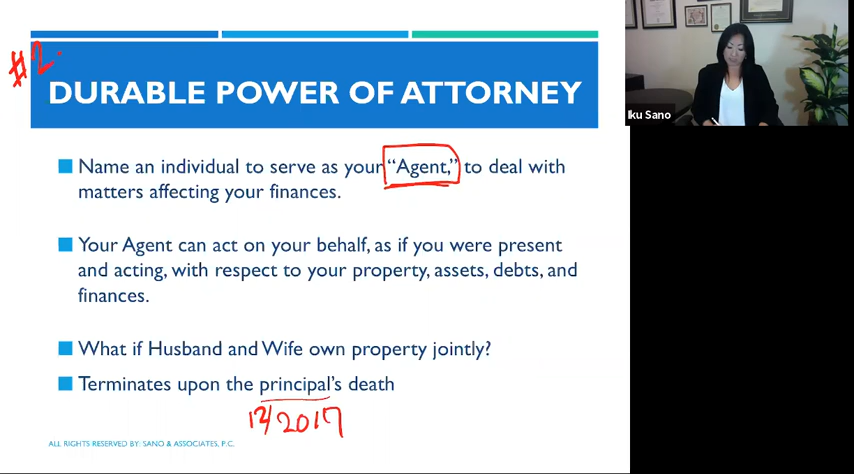 #2.
DURABLE POWER OF ATTORNEY
Iku Sano
■ Name an individual to serve as your “Agent,” to deal with
matters affecting your finances.
■ Your Agent can act on your behalf, as if you were present
and acting, with respect to your property, assets, debts, and
finances.
■ What if Husband and Wife own property jointly?
■ Terminates upon the principal’s death
12/2017
ALL RIGHTS RESERVED BY: SANO & ASSOCIATES, P.C.